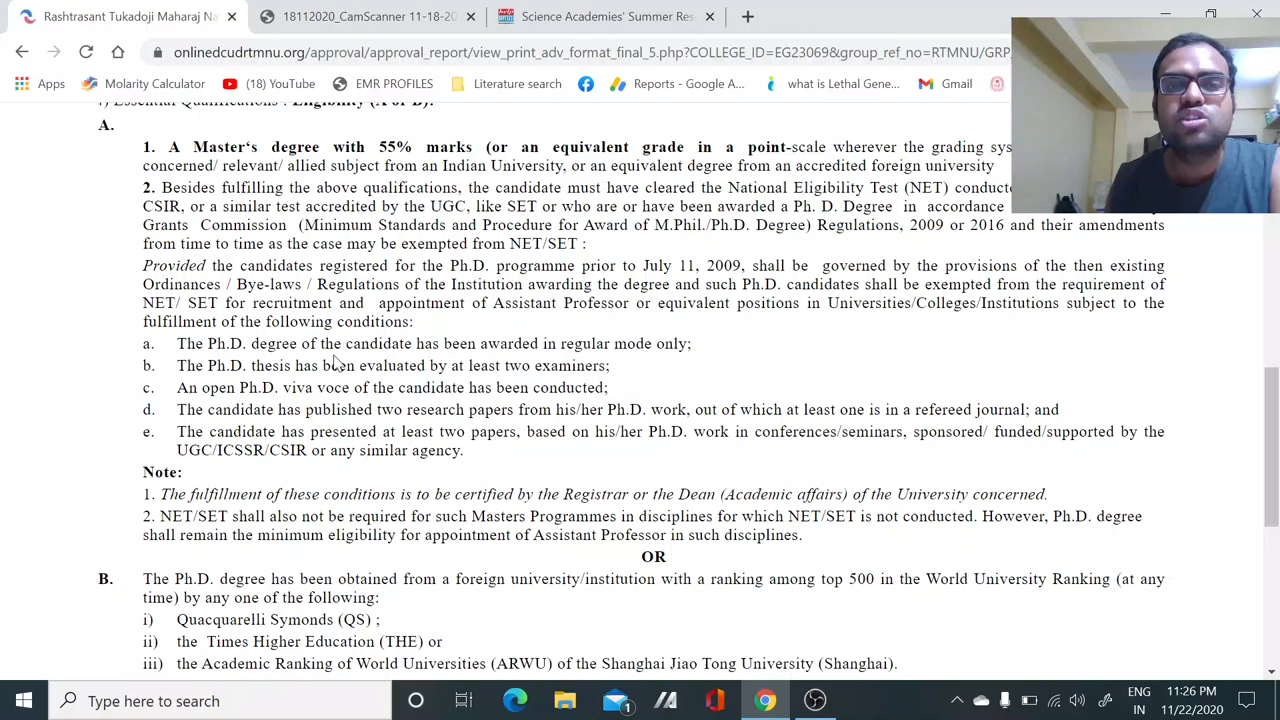 Rashtrasant Tukadoji Maharaj Na
18112020_CamScanner 11-18-20
Science Academies' Summer Res
onlinedcudrtmnu.org/approval/approval_report/view_print_adv_format_final_5.php?COLLEGE_ID=EG23069&group_ref_no=RTMNU/GRP
Apps Molarity Calculator (18) YouTube EMR PROFILES Literature search Reports - Google A... what is Lethal Gene... Gmail
Essential Qualifications : Eligibility (A or B):
A.
1. A Master‘s degree with 55% marks (or an equivalent grade in a point-scale wherever the grading sys
concerned/ relevant/ allied subject from an Indian University, or an equivalent degree from an accredited foreign university
2. Besides fulfilling the above qualifications, the candidate must have cleared the National Eligibility Test (NET) conduct
CSIR, or a similar test accredited by the UGC, like SET or who are or have been awarded a Ph. D. Degree in accordance
Grants Commission (Minimum Standards and Procedure for Award of M.Phil./Ph.D. Degree) Regulations, 2009 or 2016 and their amendments
from time to time as the case may be exempted from NET/SET :
Provided the candidates registered for the Ph.D. programme prior to July 11, 2009, shall be governed by the provisions of the then existing
Ordinances / Bye-laws / Regulations of the Institution awarding the degree and such Ph.D. candidates shall be exempted from the requirement of
NET/ SET for recruitment and appointment of Assistant Professor or equivalent positions in Universities/Colleges/Institutions subject to the
fulfillment of the following conditions:
a. The Ph.D. degree of the candidate has been awarded in regular mode only;
b. The Ph.D. thesis has been evaluated by at least two examiners;
c. An open Ph.D. viva voce of the candidate has been conducted;
d. The candidate has published two research papers from his/her Ph.D. work, out of which at least one is in a refereed journal; and
e. The candidate has presented at least two papers, based on his/her Ph.D. work in conferences/seminars, sponsored/ funded/supported by the
UGC/ICSSR/CSIR or any similar agency.
Note:
1. The fulfillment of these conditions is to be certified by the Registrar or the Dean (Academic affairs) of the University concerned.
2. NET/SET shall also not be required for such Masters Programmes in disciplines for which NET/SET is not conducted. However, Ph.D. degree
shall remain the minimum eligibility for appointment of Assistant Professor in such disciplines.
OR
B. The Ph.D. degree has been obtained from a foreign university/institution with a ranking among top 500 in the World University Ranking (at any
time) by any one of the following:
i) Quacquarelli Symonds (QS) ;
ii) the Times Higher Education (THE) or
iii) the Academic Ranking of World Universities (ARWU) of the Shanghai Jiao Tong University (Shanghai).
Type here to search
1
ENG
IN
11:26 PM
11/22/2020